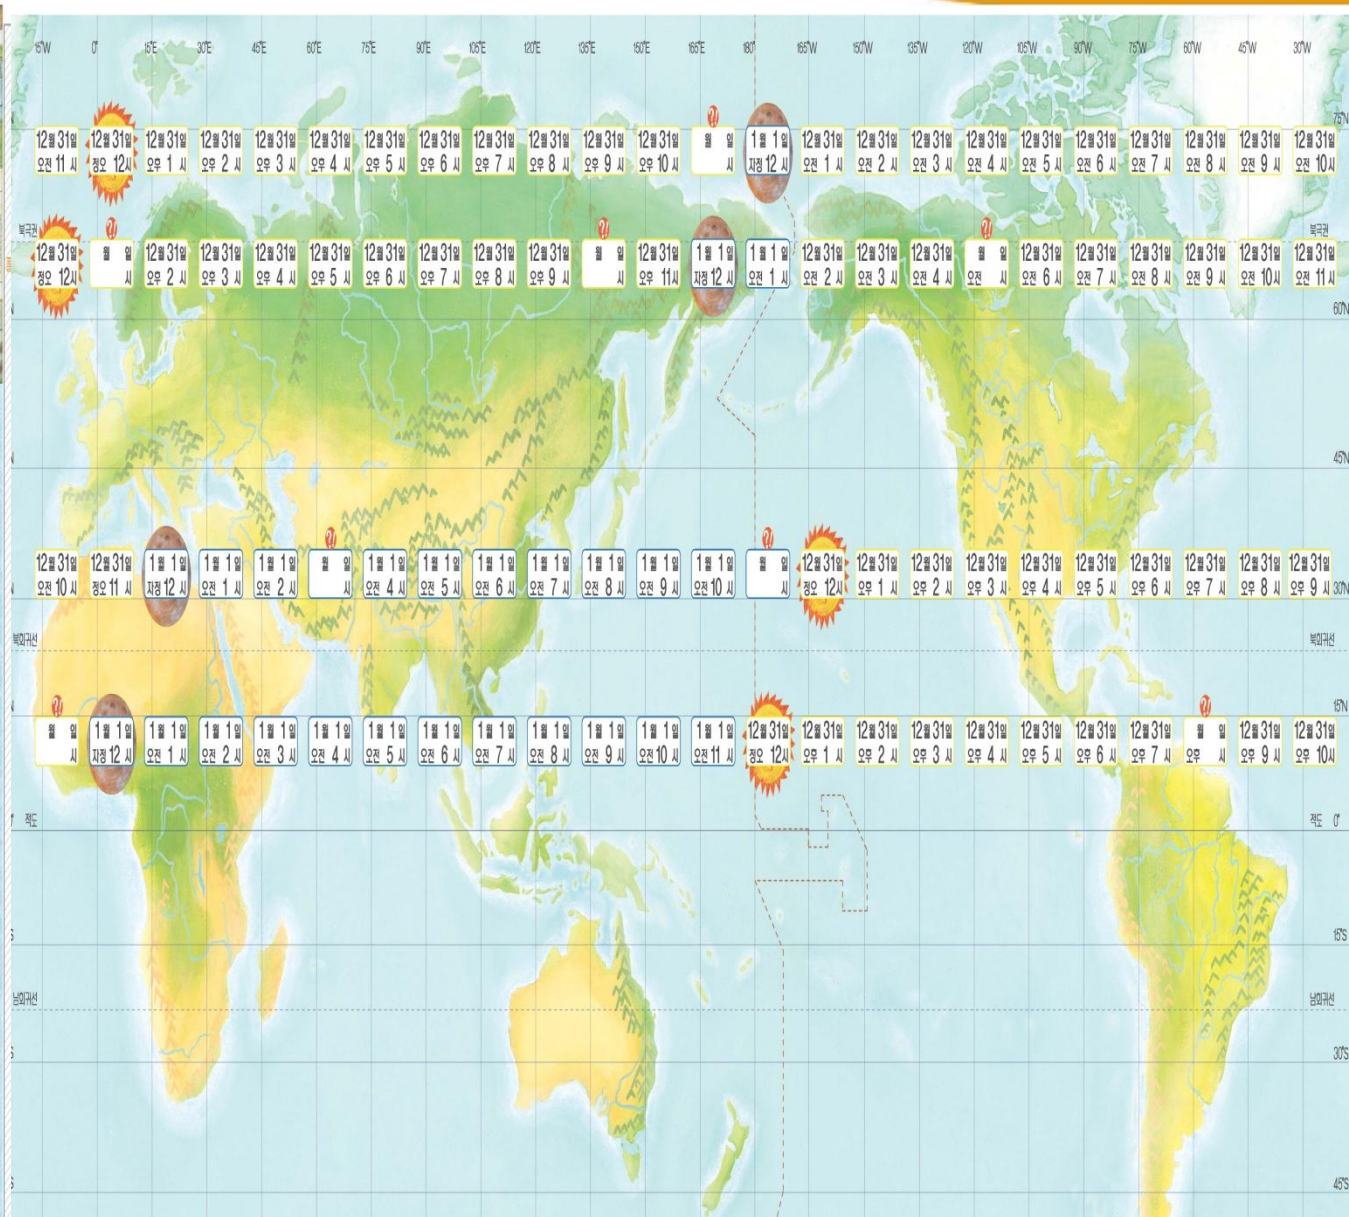 15°W 0° 15°E 30°E 45°E 60°E 75°E 90°E 105°E 120°E 135°E 150°E 165°E 180° 165°W 150°W 135°W 120°W 105°W 90°W 75°W 60°W 45°W 30°W
75°N
?
12월 31일 12월 31일 12월 31일 12월 31일 12월 31일 12월 31일 12월 31일 12월 31일 12월 31일 12월 31일 12월 31일 12월 31일 월 일 1월 1일 12월 31일 12월 31일 12월 31일 12월 31일 12월 31일 12월 31일 12월 31일 12월 31일 12월 31일 12월 31일
오전 11 시 정오 12시 오후 1 시 오후 2 시 오후 3 시 오후 4 시 오후 5 시 오후 6 시 오후 7 시 오후 8 시 오후 9 시 오후 10 시 시 자정 12 시 오전 1 시 오전 2 시 오전 3 시 오전 4 시 오전 5 시 오전 6 시 오전 7 시 오전 8 시 오전 9 시 오전 10시
북극권 ? ? ? 북극권
12월 31일 월 일 12월 31일 12월 31일 12월 31일 12월 31일 12월 31일 12월 31일 12월 31일 12월 31일 월 일 12월 31일 1월 1일 1월 1일 12월 31일 12월 31일 12월 31일 월 일 12월 31일 12월 31일 12월 31일 12월 31일 12월 31일 12월 31일
정오 12시 시 오후 2 시 오후 3 시 오후 4 시 오후 5 시 오후 6 시 오후 7 시 오후 8 시 오후 9 시 시 오후 11시 자정 12 시 오전 1 시 오전 2 시 오전 3 시 오전 4 시 오전 시 오전 6 시 오전 7 시 오전 8 시 오전 9 시 오전 10시 오전 11시
60°N
45°N
? ?
12월 31일 12월 31일 1월 1일 1월 1일 1월 1일 월 일 1월 1일 1월 1일 1월 1일 1월 1일 1월 1일 1월 1일 1월 1일 월 일 12월 31일 12월 31일 12월 31일 12월 31일 12월 31일 12월 31일 12월 31일 12월 31일 12월 31일 12월 31일
오전 10 시 정오 11 시 자정 12 시 오전 1 시 오전 2 시 시 오전 4 시 오전 5 시 오전 6 시 오전 7 시 오전 8 시 오전 9 시 오전 10 시 시 정오 12시 오후 1 시 오후 2 시 오후 3 시 오후 4 시 오후 5 시 오후 6 시 오후 7 시 오후 8 시 오후 9 시
30°N
북회귀선 북회귀선
? ?
15°N
월 일 1월 1일 1월 1일 1월 1일 1월 1일 1월 1일 1월 1일 1월 1일 1월 1일 1월 1일 1월 1일 1월 1일 1월 1일 12월 31일 12월 31일 12월 31일 12월 31일 12월 31일 12월 31일 12월 31일 12월 31일 월 일 12월 31일 12월 31일
시 자정 12 시 오전 1 시 오전 2 시 오전 3 시 오전 4 시 오전 5 시 오전 6 시 오전 7 시 오전 8 시 오전 9 시 오전 10 시 오전 11 시 정오 12시 오후 1 시 오후 2 시 오후 3 시 오후 4 시 오후 5 시 오후 6 시 오후 7 시 오후 시 오후 9 시 오후 10시
적도 적도 0°
15°S
남회귀선 남회귀선
30°S
45°S